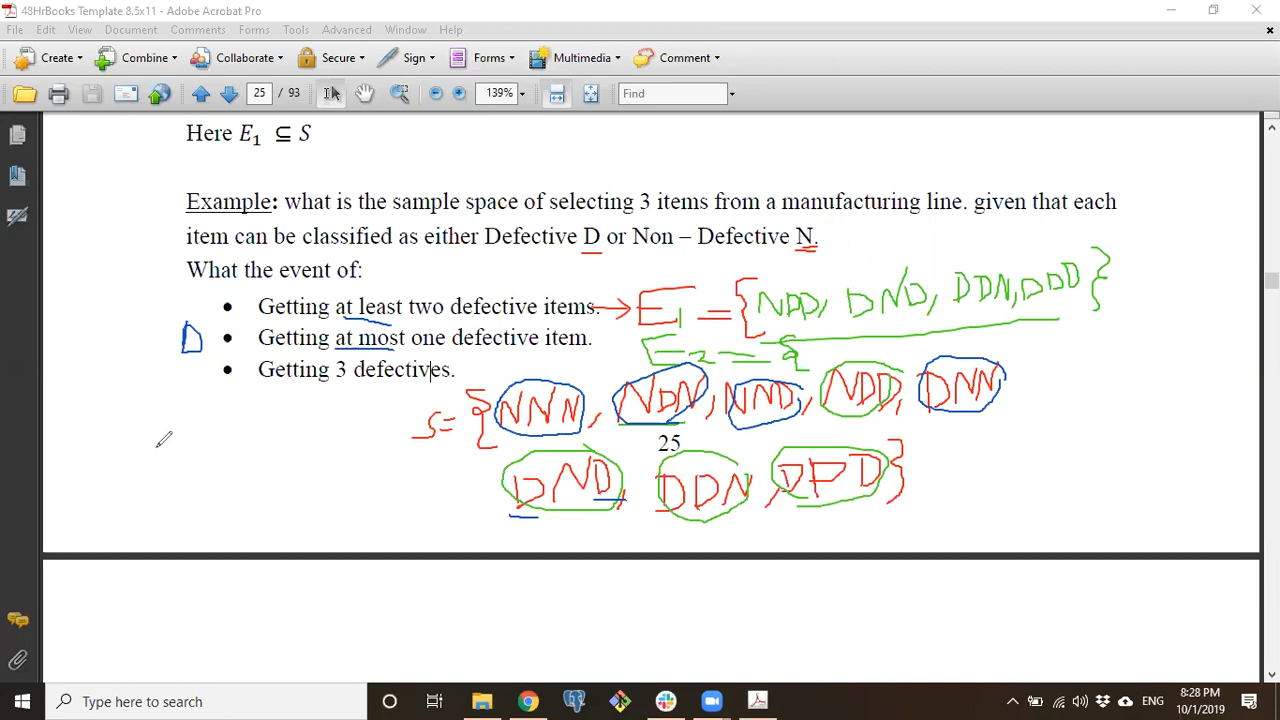 48HrBooks Template 8.5x11 - Adobe Acrobat Pro
File Edit View Document Comments Forms Tools Advanced Window Help
Create Combine Collaborate Secure Sign Forms Multimedia Comment
25 / 93 139% Find
Here E₁ ⊆ S
Example: what is the sample space of selecting 3 items from a manufacturing line. given that each
item can be classified as either Defective D or Non – Defective N.
What the event of:
• Getting at least two defective items. → E₁ = {NDD, DND, DDN, DDD}
D • Getting at most one defective item.
E₂ = {
• Getting 3 defectives.
S = {NNN, NDN, NND, NDD, DNN
25
DND, DDN, DDD}
Type here to search
ENG
8:28 PM
10/1/2019